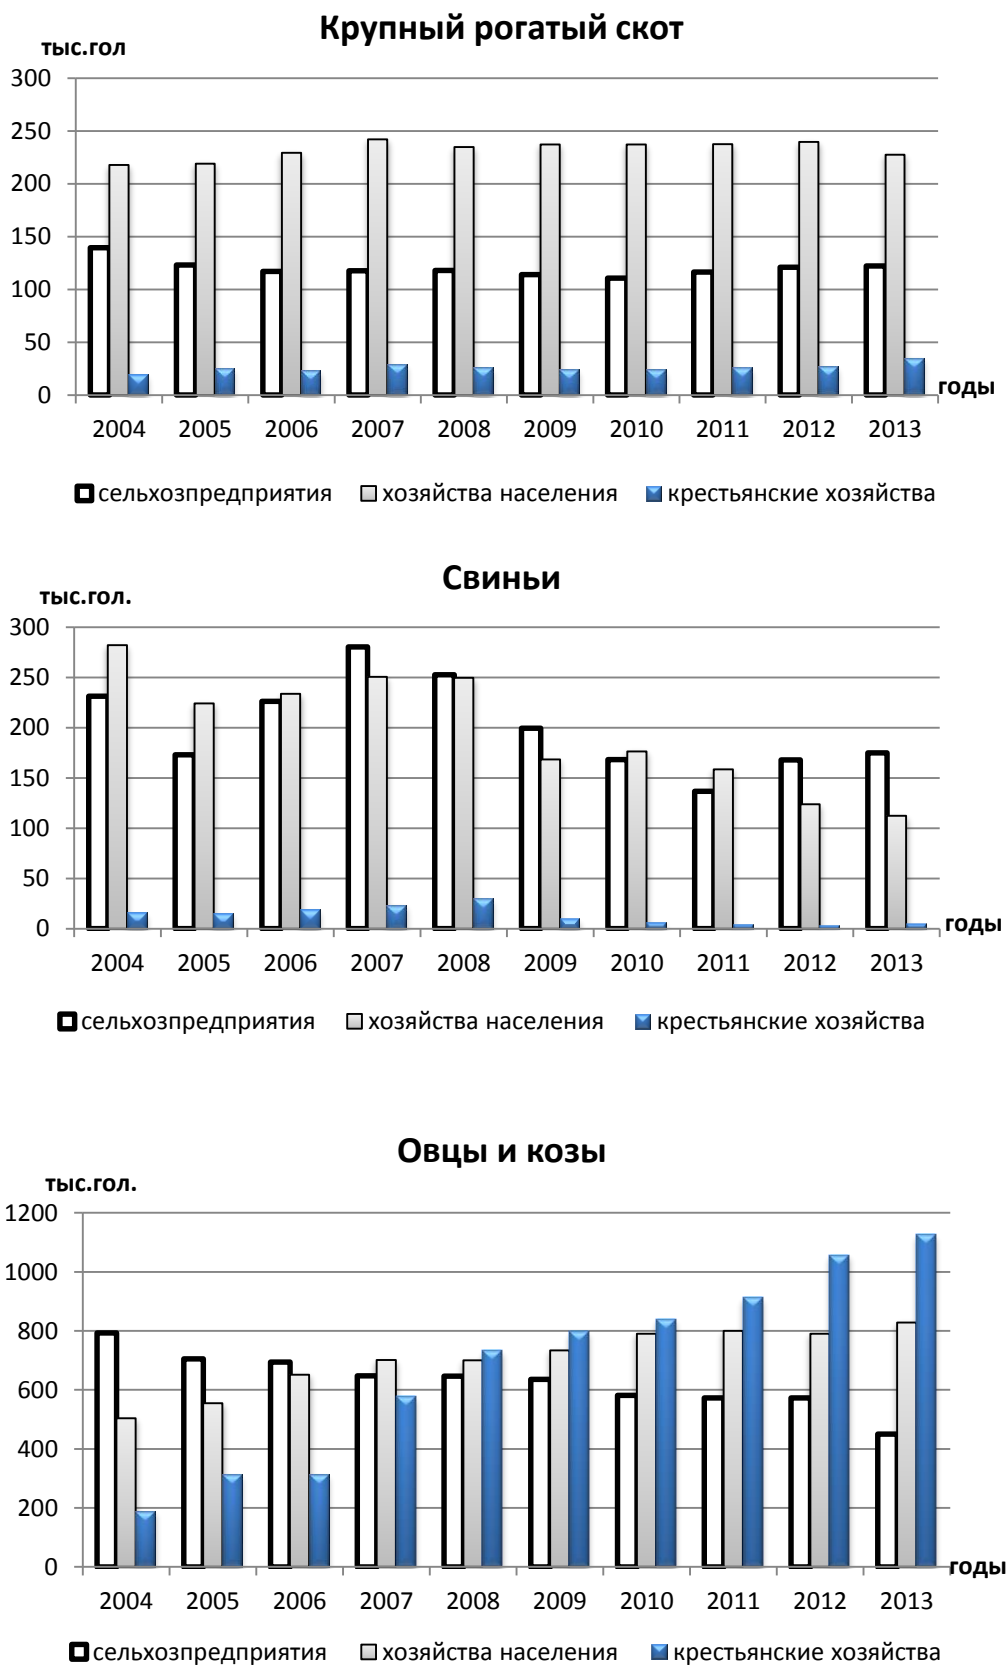 Крупный рогатый скот
тыс.гол
300
250
200
150
100
50
0
годы
2004 2005 2006 2007 2008 2009 2010 2011 2012 2013
сельхозпредприятия хозяйства населения крестьянские хозяйства
Свиньи
тыс.гол.
300
250
200
150
100
50
0
годы
2004 2005 2006 2007 2008 2009 2010 2011 2012 2013
сельхозпредприятия хозяйства населения крестьянские хозяйства
Овцы и козы
тыс.гол.
1200
1000
800
600
400
200
0
годы
2004 2005 2006 2007 2008 2009 2010 2011 2012 2013
сельхозпредприятия хозяйства населения крестьянские хозяйства